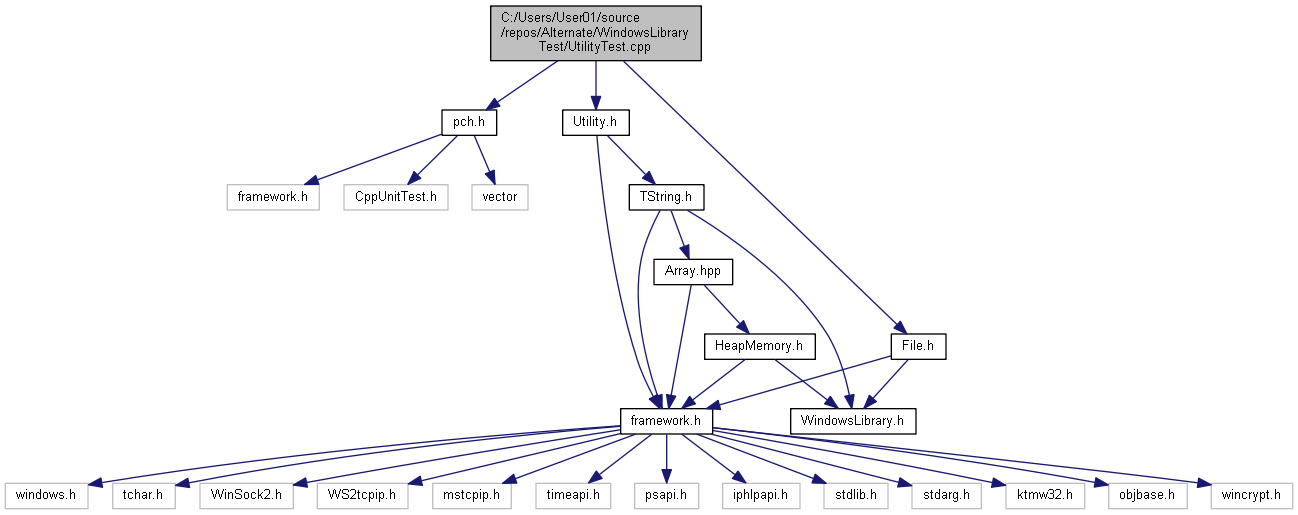 C:/Users/User01/source
/repos/Alternate/WindowsLibrary
Test/UtilityTest.cpp
pch.h
Utility.h
framework.h
CppUnitTest.h
vector
TString.h
Array.hpp
HeapMemory.h
File.h
framework.h
WindowsLibrary.h
windows.h
tchar.h
WinSock2.h
WS2tcpip.h
mstcpip.h
timeapi.h
psapi.h
iphlpapi.h
stdlib.h
stdarg.h
ktmw32.h
objbase.h
wincrypt.h